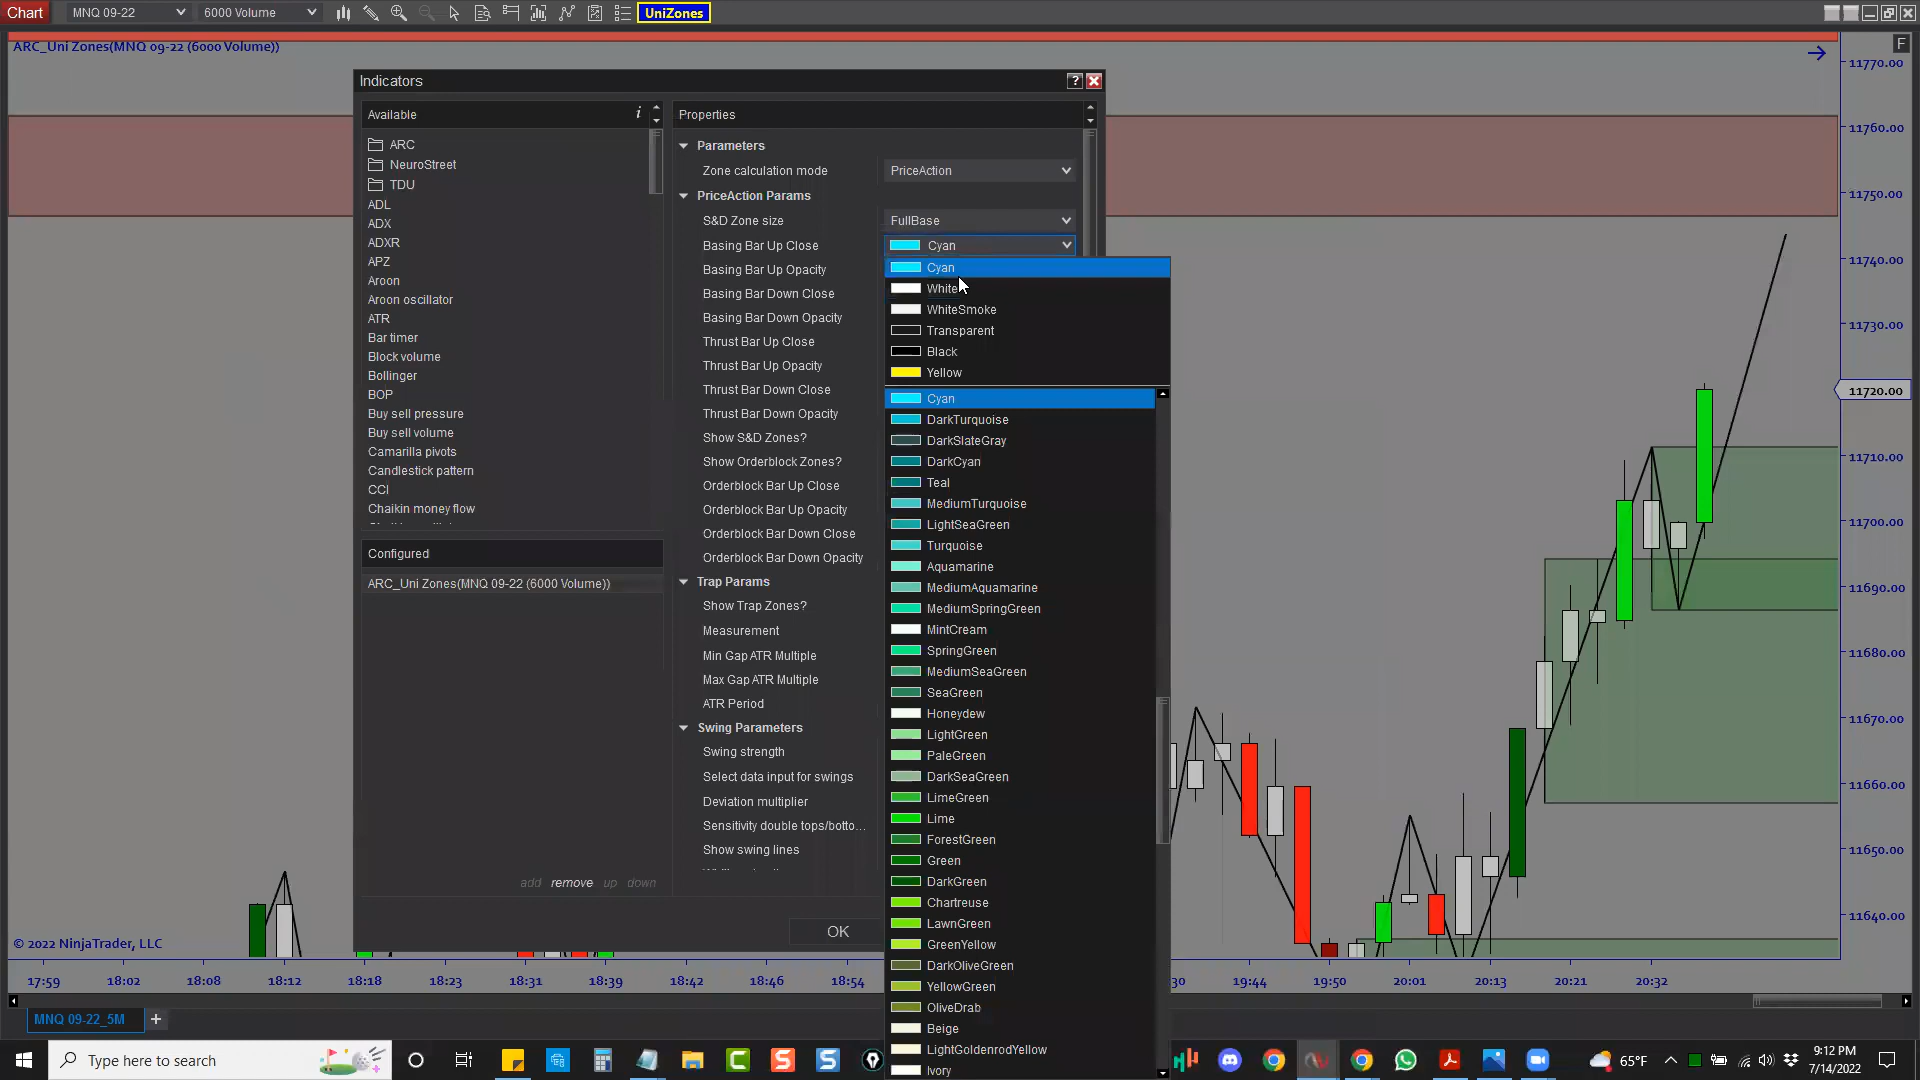 Chart MNQ 09-22 6000 Volume UniZones
ARC_Uni Zones(MNQ 09-22 (6000 Volume))
F
Indicators
?
Available i
Properties
ARC
NeuroStreet
TDU
ADL
ADX
ADXR
APZ
Aroon
Aroon oscillator
ATR
Bar timer
Block volume
Bollinger
BOP
Buy sell pressure
Buy sell volume
Camarilla pivots
Candlestick pattern
CCI
Chaikin money flow
Configured
ARC_Uni Zones(MNQ 09-22 (6000 Volume))
add remove up down
Parameters
Zone calculation mode PriceAction
PriceAction Params
S&D Zone size FullBase
Basing Bar Up Close Cyan
Basing Bar Up Opacity
Basing Bar Down Close
Basing Bar Down Opacity
Thrust Bar Up Close
Thrust Bar Up Opacity
Thrust Bar Down Close
Thrust Bar Down Opacity
Show S&D Zones?
Show Orderblock Zones?
Orderblock Bar Up Close
Orderblock Bar Up Opacity
Orderblock Bar Down Close
Orderblock Bar Down Opacity
Trap Params
Show Trap Zones?
Measurement
Min Gap ATR Multiple
Max Gap ATR Multiple
ATR Period
Swing Parameters
Swing strength
Select data input for swings
Deviation multiplier
Sensitivity double tops/botto...
Show swing lines
OK
Cyan
White
WhiteSmoke
Transparent
Black
Yellow
Cyan
DarkTurquoise
DarkSlateGray
DarkCyan
Teal
MediumTurquoise
LightSeaGreen
Turquoise
Aquamarine
MediumAquamarine
MediumSpringGreen
MintCream
SpringGreen
MediumSeaGreen
SeaGreen
Honeydew
LightGreen
PaleGreen
DarkSeaGreen
LimeGreen
Lime
ForestGreen
Green
DarkGreen
Chartreuse
LawnGreen
GreenYellow
DarkOliveGreen
YellowGreen
OliveDrab
Beige
LightGoldenrodYellow
Ivory
11770.00
11760.00
11750.00
11740.00
11730.00
11720.00
11710.00
11700.00
11690.00
11680.00
11670.00
11660.00
11650.00
11640.00
© 2022 NinjaTrader, LLC
17:59 18:02 18:08 18:12 18:18 18:23 18:31 18:39 18:42 18:46 18:54 30 19:44 19:50 20:01 20:13 20:21 20:32
MNQ 09-22_5M +
Type here to search
65°F
9:12 PM
7/14/2022